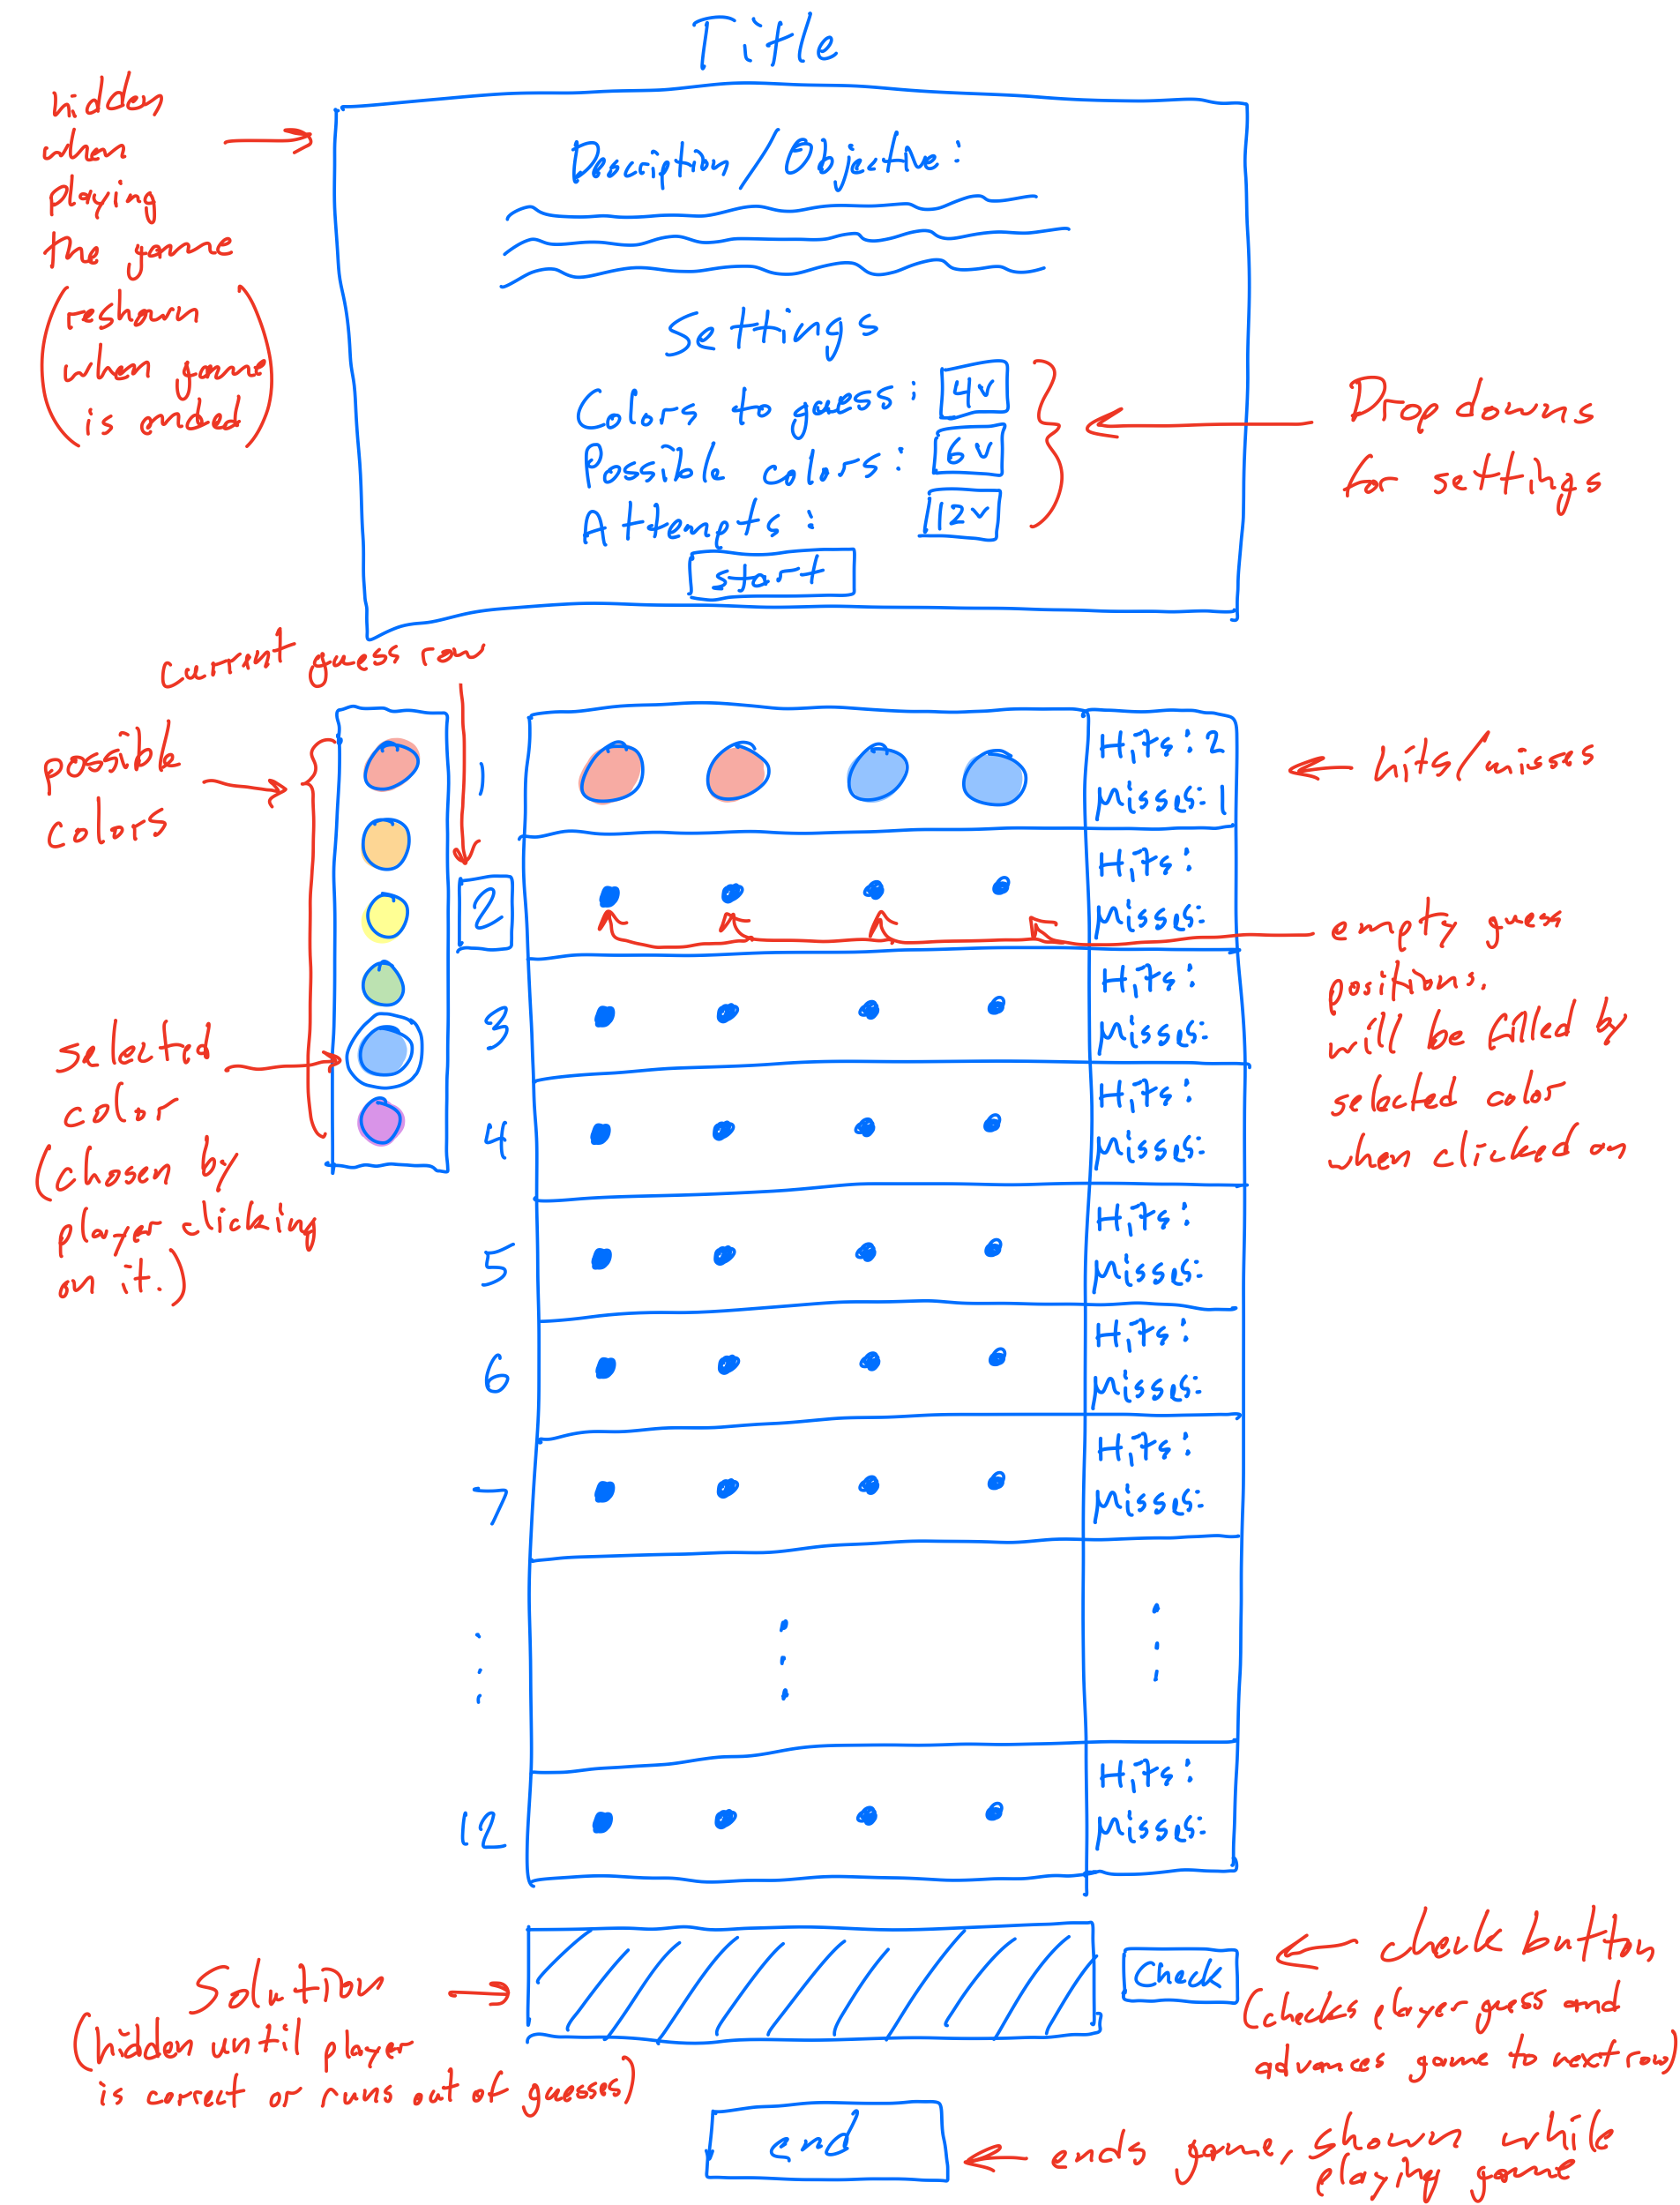 Title
hidden
when
playing
the game
(reshown
when game
is ended)
Description/Objective:
Settings
Colors to guess: 4v
Possible colors: 6v
Attempts: 12v
start
Drop downs
for settings
current guess row
possible
colors
selected
color
(chosen by
player clicking
on it.)
1
Hits: 2
Misses: 1
hits/misses
2
Hits:
Misses:
empty guess
positions.
will be filled by
selected color
when clicked on
3
Hits:
Misses:
4
Hits:
Misses:
5
Hits:
Misses:
6
Hits:
Misses:
7
Hits:
Misses:
12
Hits:
Misses:
Solution
(hidden until player
is correct or runs out of guesses)
Check
check button
(checks player guess and
advances game to next row)
end
ends game, shown while
playing game